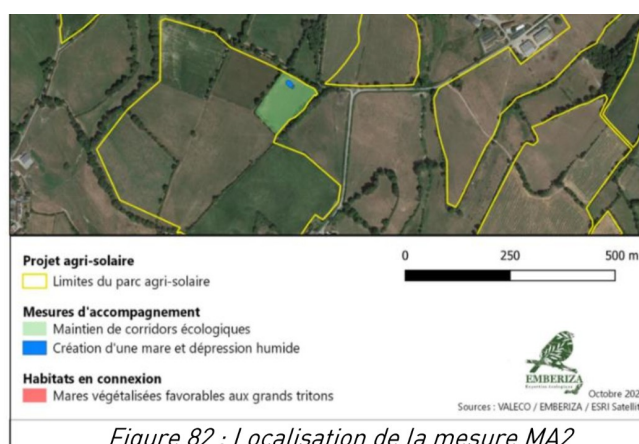 Projet agri-solaire
Limites du parc agri-solaire
Mesures d'accompagnement
Maintien de corridors écologiques
Création d'une mare et dépression humide
Habitats en connexion
Mares végétalisées favorables aux grands tritons
0 250 500 m
EMBERIZA
Octobre 202
Sources : VALECO / EMBERIZA / ESRI Satellit
Figure 82 : Localisation de la mesure MA2